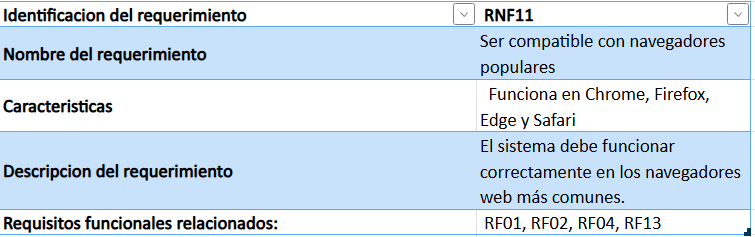 Identificacion del requerimiento RNF11
Nombre del requerimiento Ser compatible con navegadores
populares
Caracteristicas Funciona en Chrome, Firefox,
Edge y Safari
Descripcion del requerimiento El sistema debe funcionar
correctamente en los navegadores
web más comunes.
Requisitos funcionales relacionados: RF01, RF02, RF04, RF13